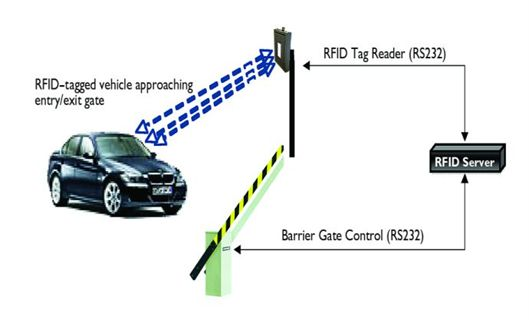 RFID Tag Reader (RS232)
RFID-tagged vehicle approaching
entry/exit gate
RFID Server
Barrier Gate Control (RS232)